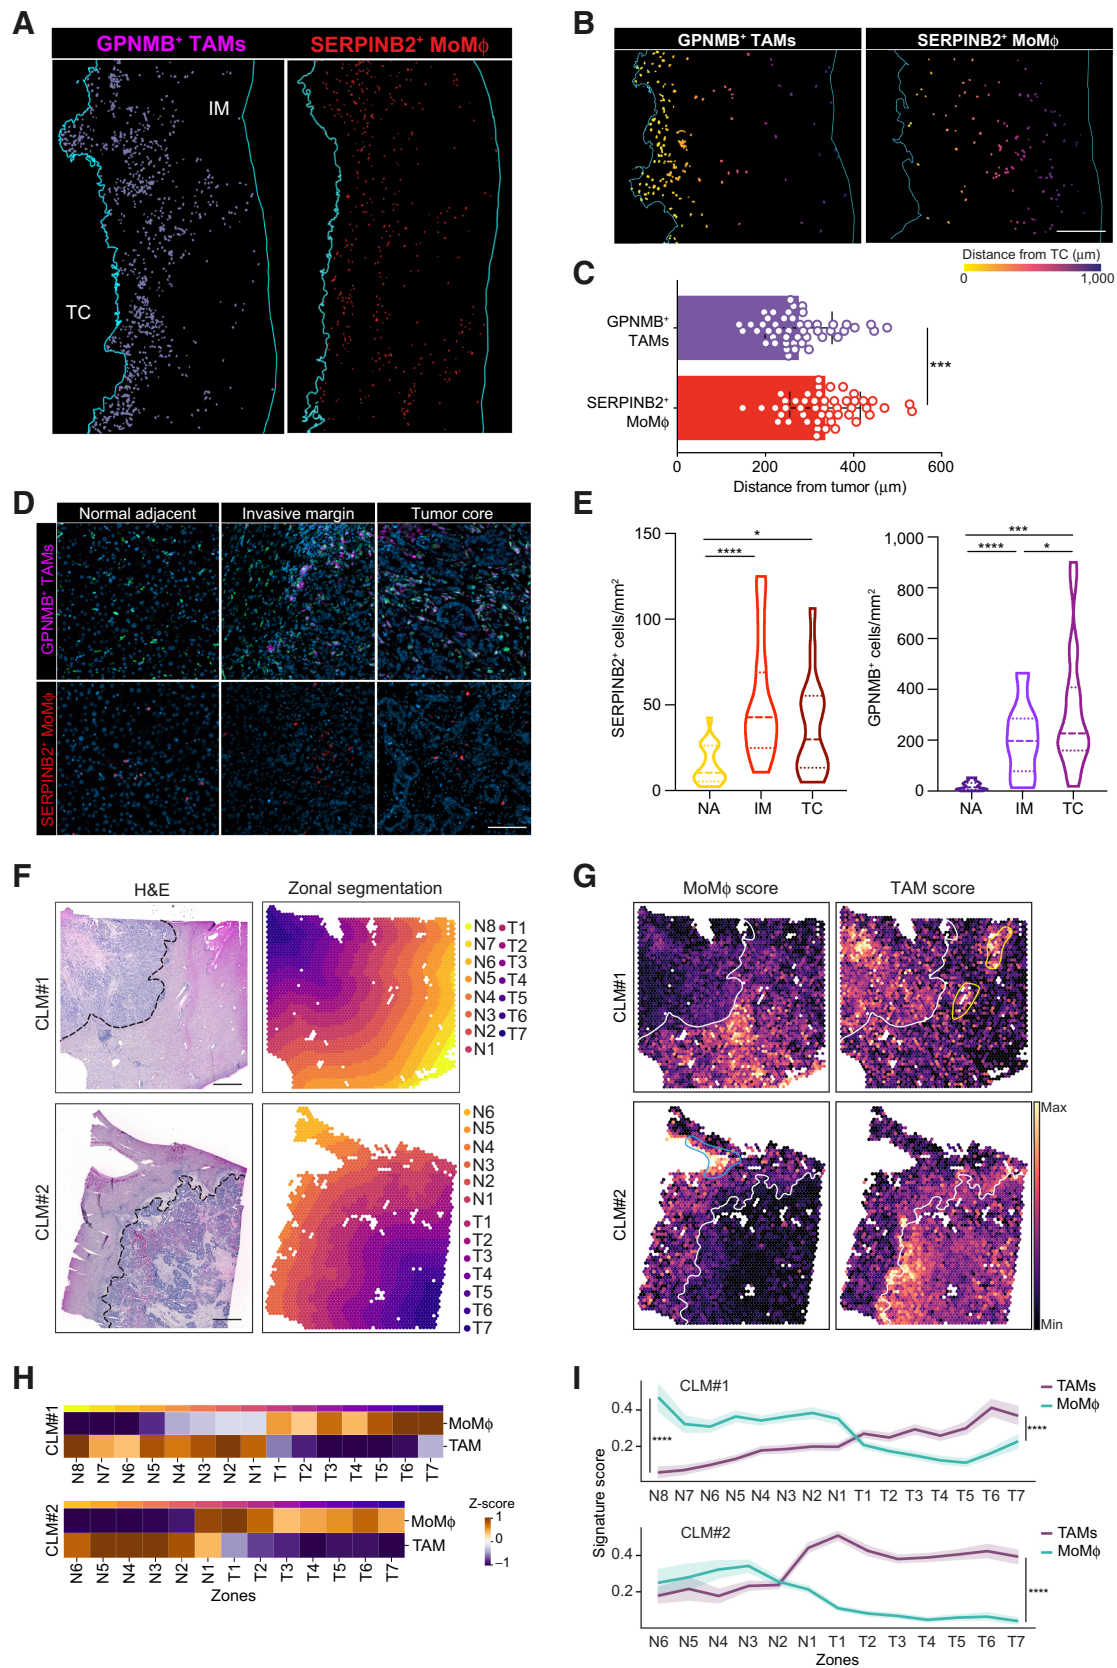 A
GPNMB⁺ TAMs
SERPINB2⁺ MoMϕ
IM
TC
B
GPNMB⁺ TAMs
SERPINB2⁺ MoMϕ
Distance from TC (μm)
0
1,000
C
GPNMB⁺
TAMs
SERPINB2⁺
MoMϕ
***
0
200
400
600
Distance from tumor (μm)
D
Normal adjacent
Invasive margin
Tumor core
GPNMB⁺ TAMs
SERPINB2⁺ MoMϕ
E
SERPINB2⁺ cells/mm²
150
100
50
0
*
****
NA
IM
TC
GPNMB⁺ cells/mm²
1,000
800
600
400
200
0
***
****
*
NA
IM
TC
F
H&E
Zonal segmentation
CLM#1
N8 T1
N7 T2
N6 T3
N5 T4
N4 T5
N3 T6
N2 T7
N1
CLM#2
N6
N5
N4
N3
N2
N1
T1
T2
T3
T4
T5
T6
T7
G
MoMϕ score
TAM score
CLM#1
CLM#2
Max
Min
H
CLM#1
MoMϕ
TAM
N8 N7 N6 N5 N4 N3 N2 N1 T1 T2 T3 T4 T5 T6 T7
CLM#2
MoMϕ
TAM
N6 N5 N4 N3 N2 N1 T1 T2 T3 T4 T5 T6 T7
Zones
Z-score
1
0
−1
I
Signature score
CLM#1
TAMs
MoMϕ
0.4
0.2
****
****
N8 N7 N6 N5 N4 N3 N2 N1 T1 T2 T3 T4 T5 T6 T7
CLM#2
TAMs
MoMϕ
0.4
0.2
****
N6 N5 N4 N3 N2 N1 T1 T2 T3 T4 T5 T6 T7
Zones